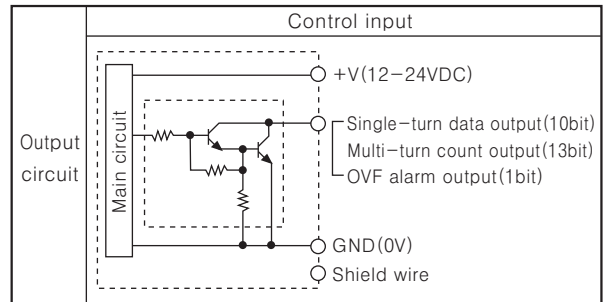 Control input
Output
circuit
Main circuit
+V(12-24VDC)
Single-turn data output(10bit)
Multi-turn count output(13bit)
OVF alarm output(1bit)
GND(0V)
Shield wire